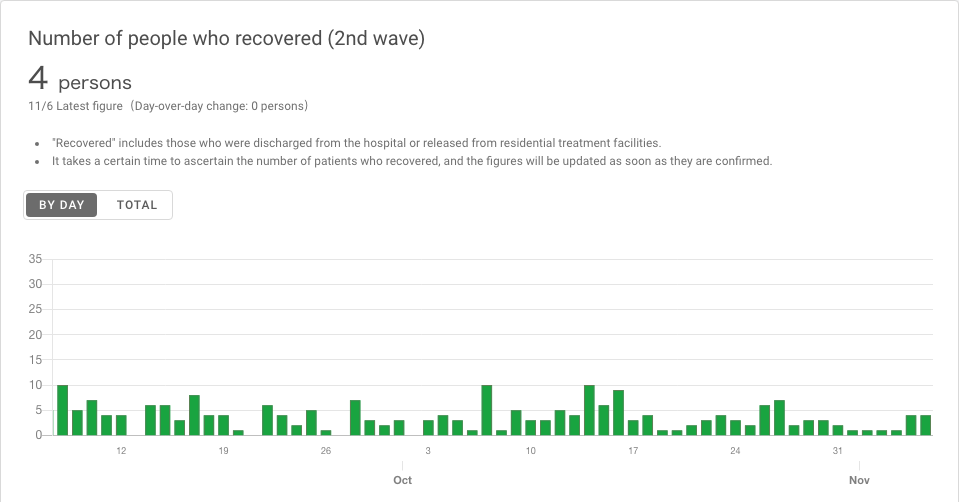 Number of people who recovered (2nd wave)
4 persons
11/6 Latest figure（Day-over-day change: 0 persons）
• "Recovered" includes those who were discharged from the hospital or released from residential treatment facilities.
• It takes a certain time to ascertain the number of patients who recovered, and the figures will be updated as soon as they are confirmed.
BY DAY TOTAL
35
30
25
20
15
10
5
0
12 19 26 3 10 17 24 31
Oct Nov